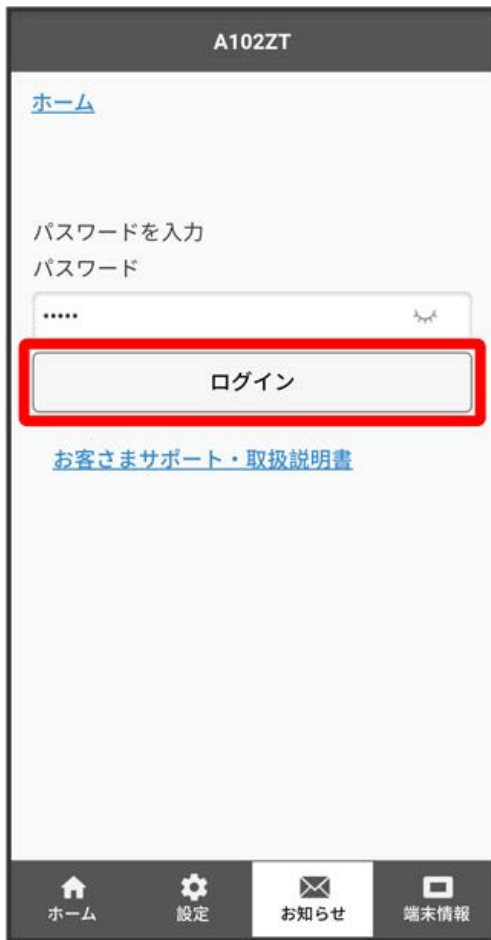 A102ZT
ホーム
パスワードを入力
パスワード
•••••
ログイン
お客さまサポート・取扱説明書
ホーム
設定
お知らせ
端末情報